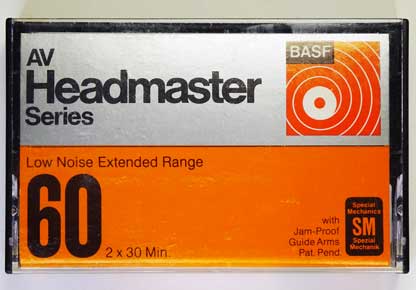 AV
Headmaster
Series
BASF
Low Noise Extended Range
60
2 x 30 Min.
with
Jam-Proof
Guide Arms
Pat. Pend.
Special
Mechanics
SM
Spezial
Mechanik